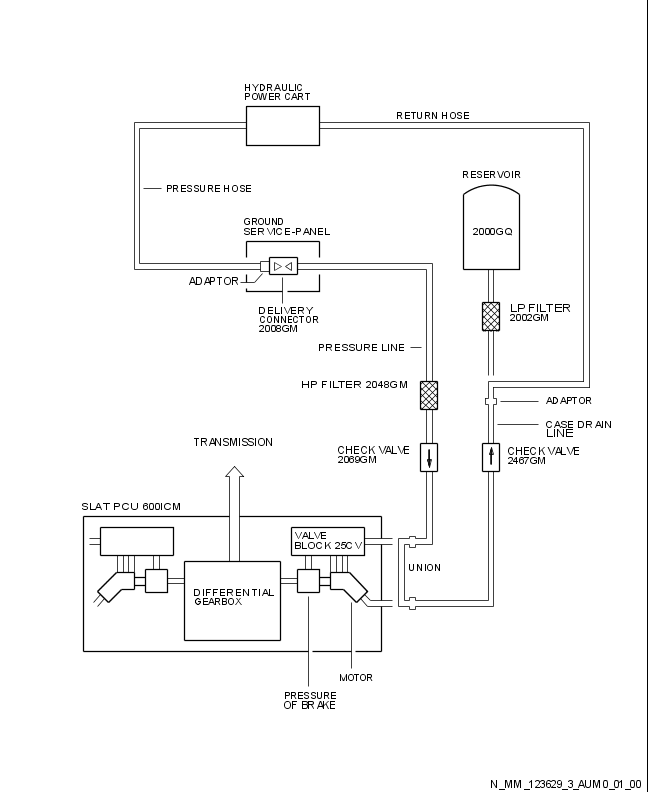 HYDRAULIC
POWER CART
RETURN HOSE
PRESSURE HOSE
RESERVOIR
2000GQ
GROUND
SERVICE-PANEL
ADAPTOR
DELIVERY
CONNECTOR
2008GM
LP FILTER
2002GM
PRESSURE LINE
HP FILTER 2048GM
ADAPTOR
CASE DRAIN
LINE
TRANSMISSION
CHECK VALVE
2069GM
CHECK VALVE
2467GM
SLAT PCU 6001CM
VALVE
BLOCK 25CV
UNION
DIFFERENTIAL
GEARBOX
MOTOR
PRESSURE
OF BRAKE
N_MM_123629_3_AUM0_01_00